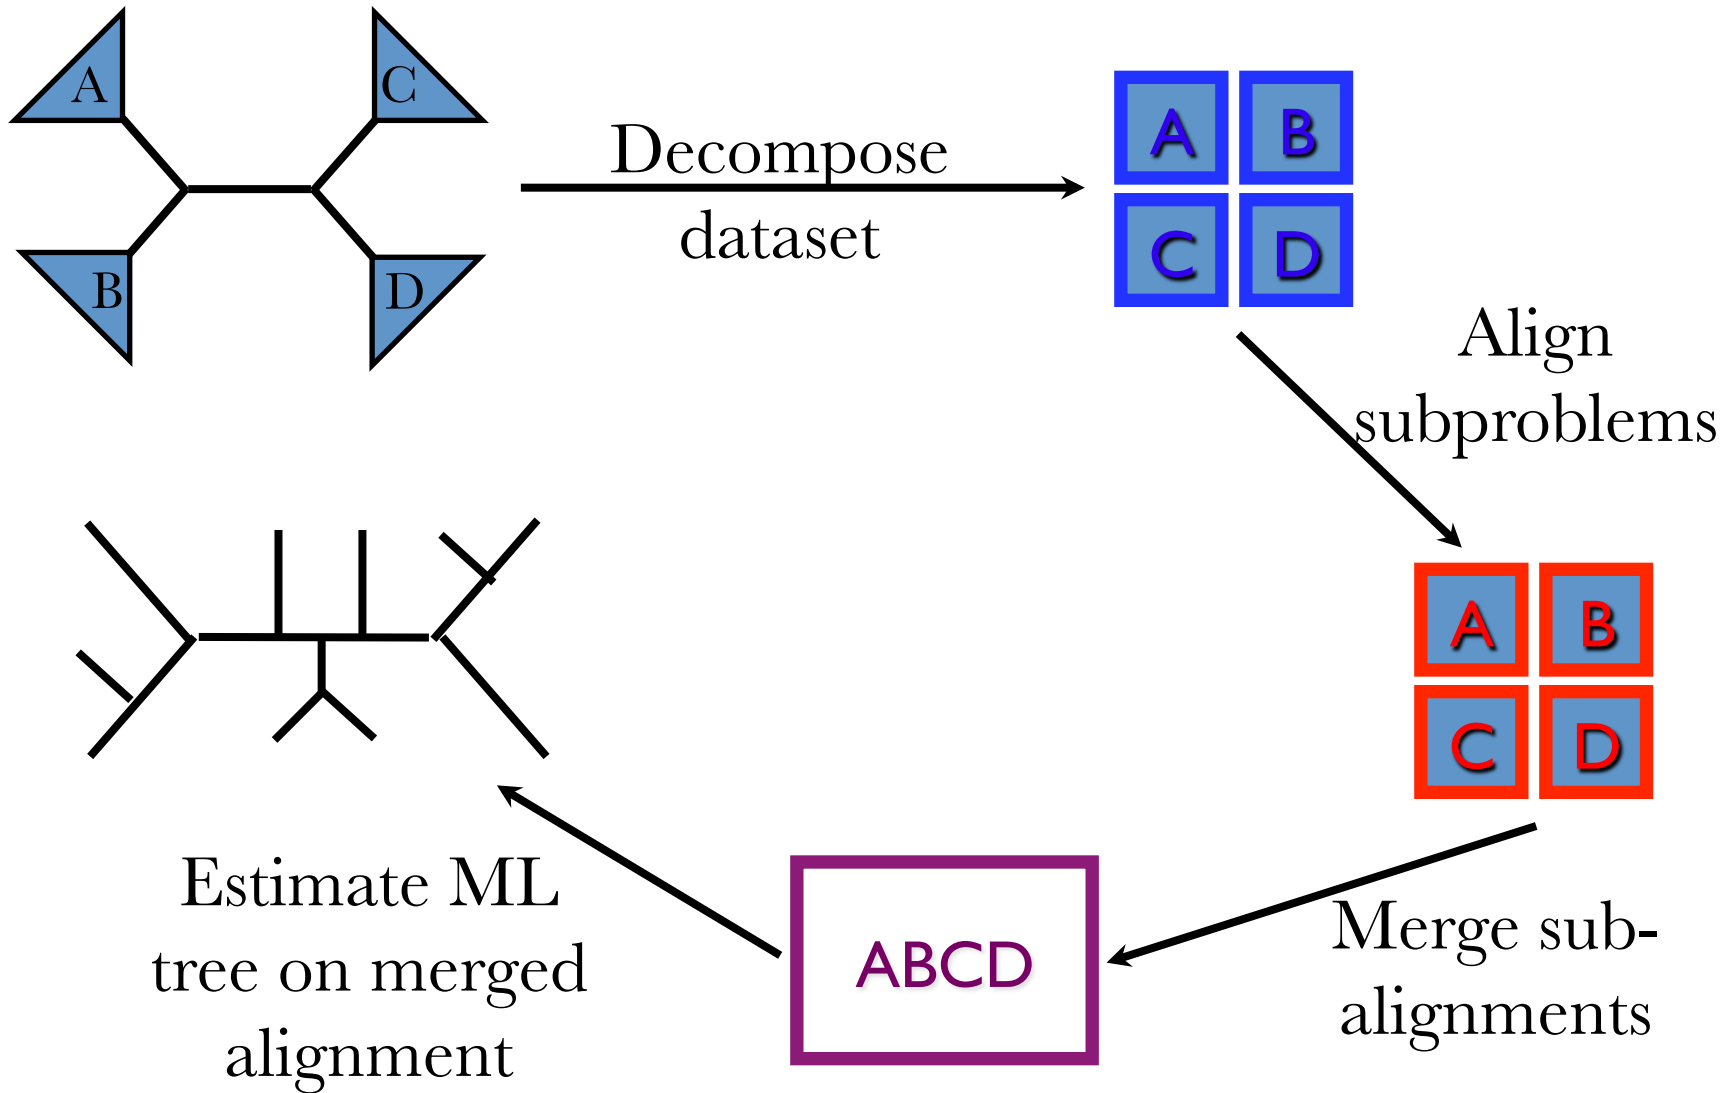 A
C
B
D
Decompose
dataset
A
B
C
D
Align
subproblems
A
B
C
D
Merge sub-
alignments
ABCD
Estimate ML
tree on merged
alignment